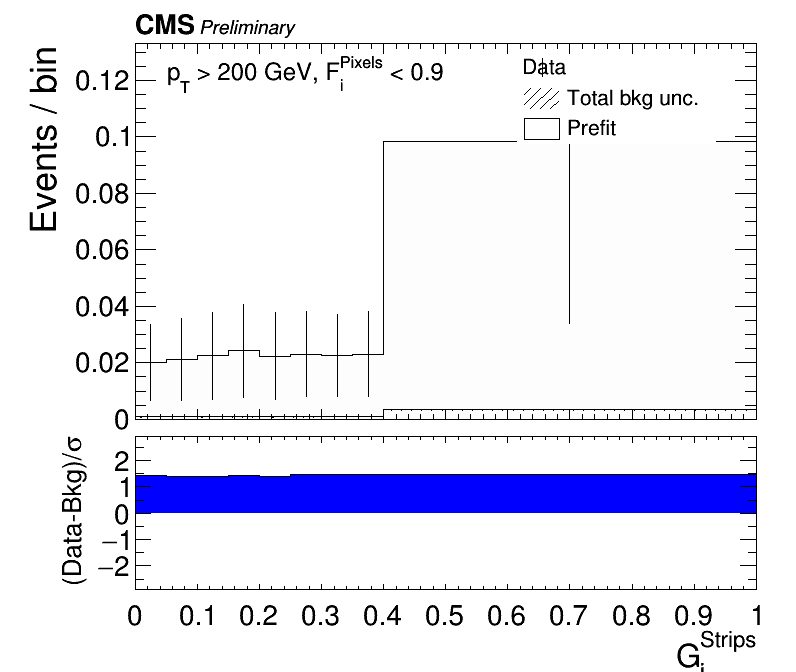 CMS Preliminary
p_T > 200 GeV, F_i^Pixels < 0.9
Data
Total bkg unc.
Prefit
Events / bin
0.12
0.1
0.08
0.06
0.04
0.02
0
(Data-Bkg)/σ
2
1
0
−1
−2
0 0.1 0.2 0.3 0.4 0.5 0.6 0.7 0.8 0.9 1
G_i^Strips